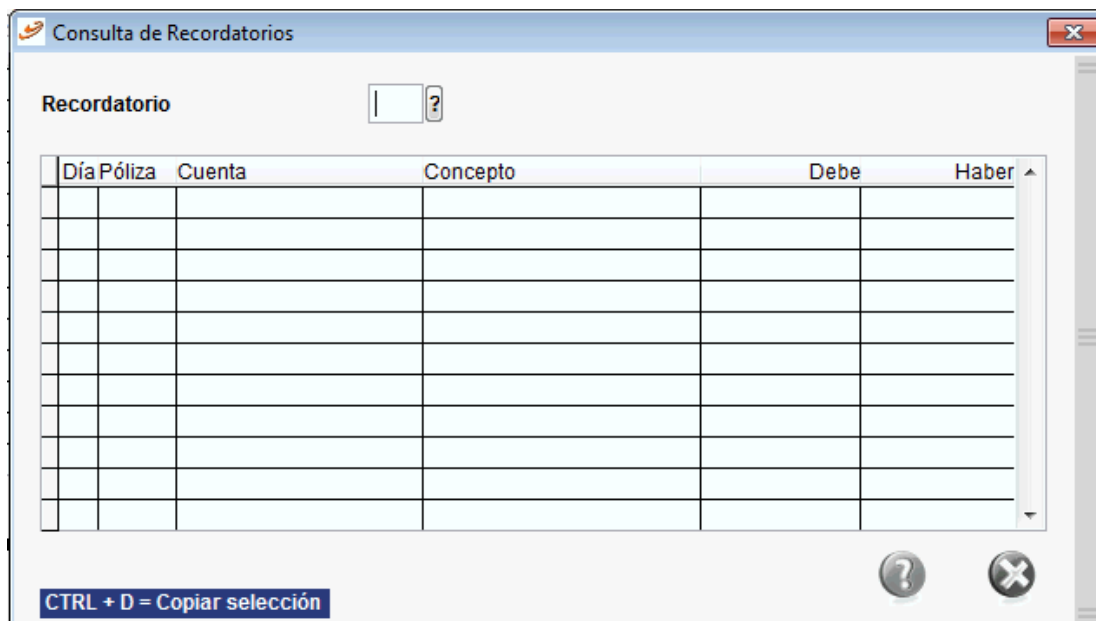 Consulta de Recordatorios
Recordatorio ?
Día Póliza Cuenta Concepto Debe Haber
?
CTRL + D = Copiar selección